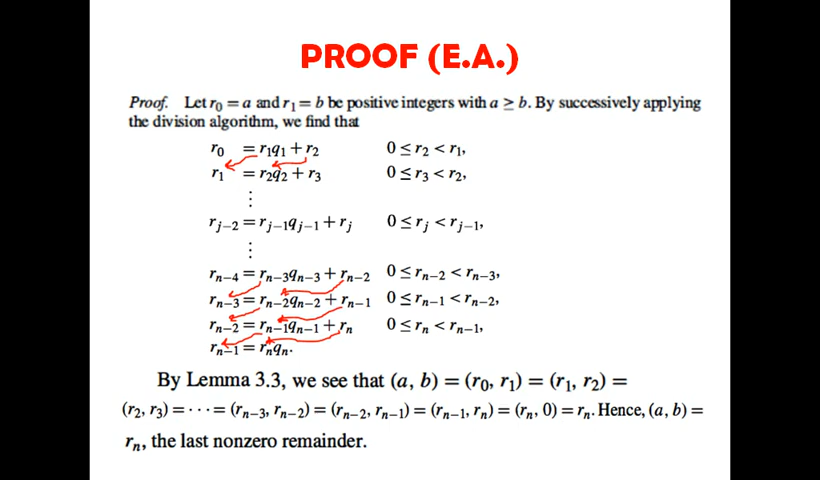 PROOF (E.A.)
Proof. Let r₀ = a and r₁ = b be positive integers with a ≥ b. By successively applying
the division algorithm, we find that
r₀ = r₁q₁ + r₂ 0 ≤ r₂ < r₁,
r₁ = r₂q₂ + r₃ 0 ≤ r₃ < r₂,
⋮
rⱼ₋₂ = rⱼ₋₁qⱼ₋₁ + rⱼ 0 ≤ rⱼ < rⱼ₋₁,
⋮
rₙ₋₄ = rₙ₋₃qₙ₋₃ + rₙ₋₂ 0 ≤ rₙ₋₂ < rₙ₋₃,
rₙ₋₃ = rₙ₋₂qₙ₋₂ + rₙ₋₁ 0 ≤ rₙ₋₁ < rₙ₋₂,
rₙ₋₂ = rₙ₋₁qₙ₋₁ + rₙ 0 ≤ rₙ < rₙ₋₁,
rₙ₋₁ = rₙqₙ.
By Lemma 3.3, we see that (a, b) = (r₀, r₁) = (r₁, r₂) =
(r₂, r₃) = ··· = (rₙ₋₃, rₙ₋₂) = (rₙ₋₂, rₙ₋₁) = (rₙ₋₁, rₙ) = (rₙ, 0) = rₙ. Hence, (a, b) =
rₙ, the last nonzero remainder.